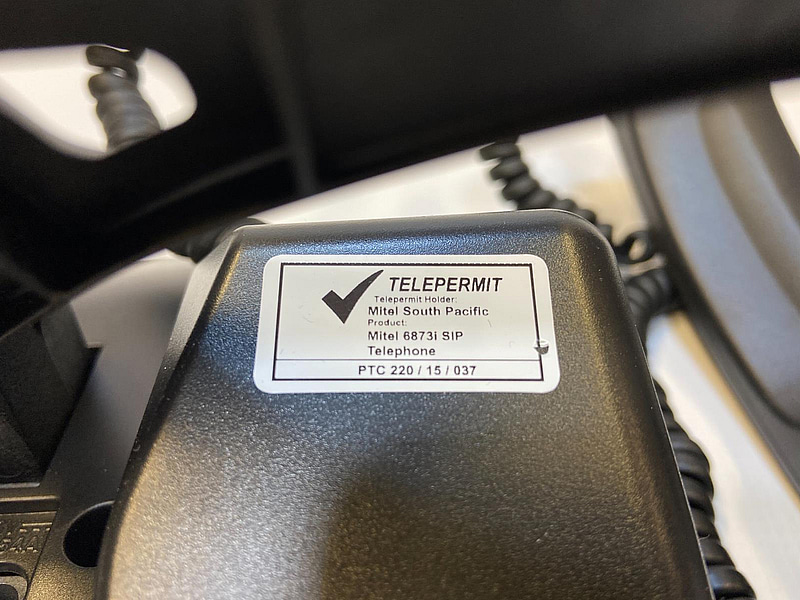 TELEPERMIT
Telepermit Holder:
Mitel South Pacific
Product:
Mitel 6873i SIP
Telephone
PTC 220 / 15 / 037